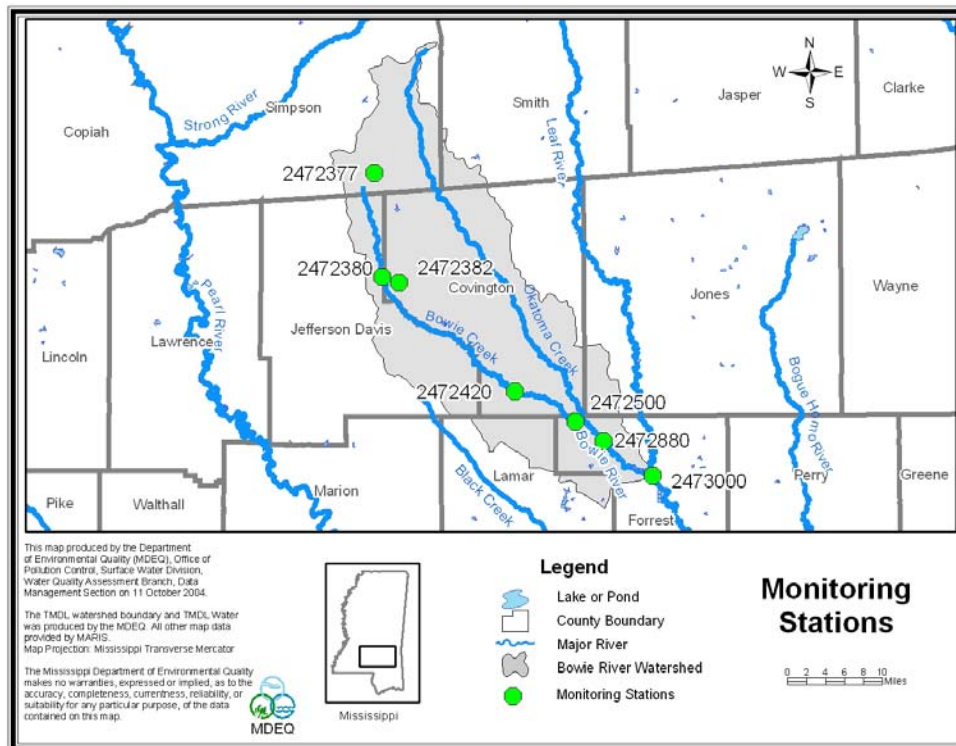 N
W E
S
Copiah
Simpson
Strong River
Smith
Leaf River
Jasper
Clarke
2472377
2472380
2472382
Covington
Okatoma Creek
Jones
Wayne
Lincoln
Lawrence
Pearl River
Jefferson Davis
Bowie Creek
Bogue Homo River
2472420
2472500
2472880
Bowie River
2473000
Pike
Walthall
Marion
Lamar
Black Creek
Forrest
Perry
Greene
This map produced by the Department
of Environmental Quality (MDEQ), Office of
Pollution Control, Surface Water Division,
Water Quality Assessment Branch, Data
Management Section on 11 October 2004.
The TMDL watershed boundary and TMDL Water
was produced by the MDEQ. All other map data
provided by MARIS.
Map Projection: Mississippi Transverse Mercator
The Mississippi Department of Environmental Quality
makes no warranties, expressed or implied, as to the
accuracy, completeness, currentness, reliability, or
suitability for any particular purpose, of the data
contained on this map.
MDEQ
Mississippi
Legend
Lake or Pond
County Boundary
Major River
Bowie River Watershed
Monitoring Stations
Monitoring
Stations
0 2 4 6 8 10
Miles